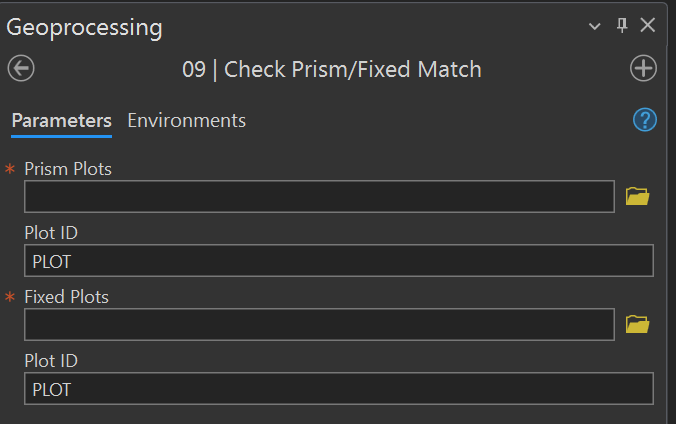 Geoprocessing
09 | Check Prism/Fixed Match
Parameters Environments
* Prism Plots
Plot ID
PLOT
* Fixed Plots
Plot ID
PLOT